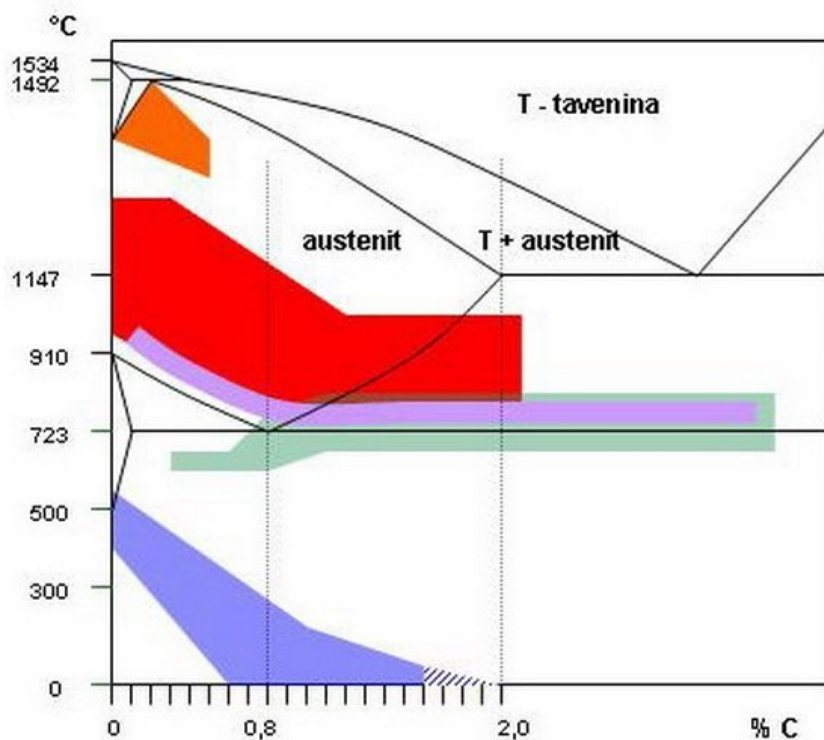 °C
1534
1492
T - tavenina
austenit
T + austenit
1147
910
723
500
300
0
0
0,8
2,0
% C